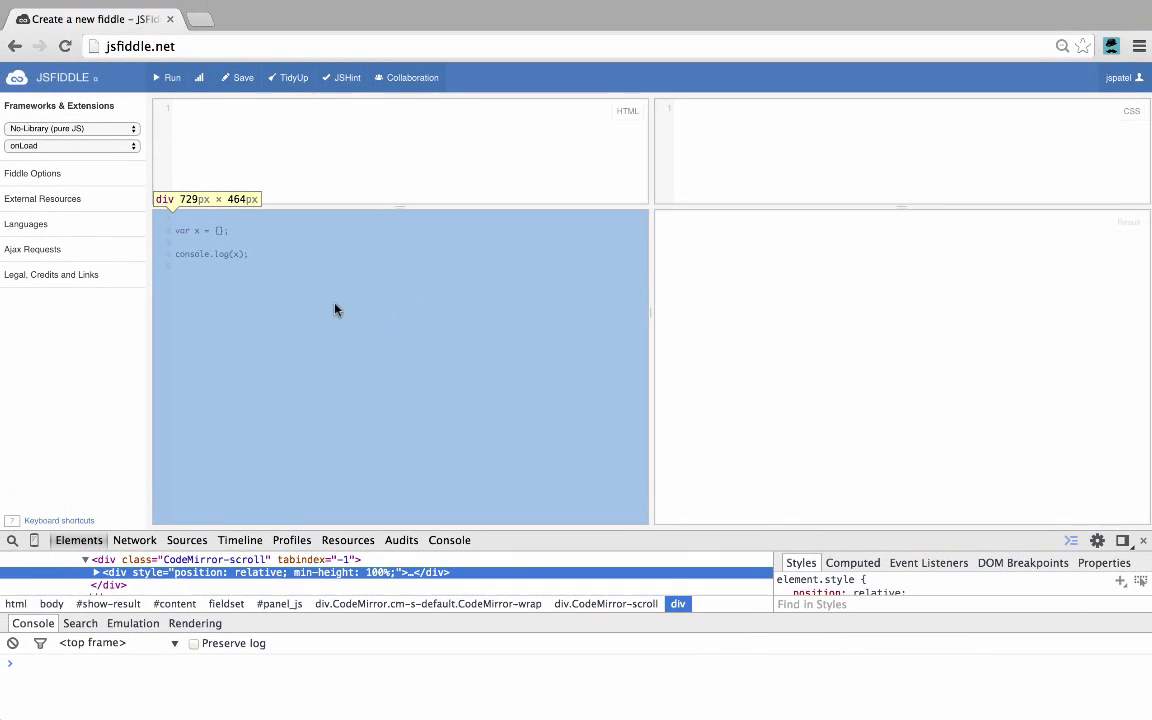 Create a new fiddle – JSFid
jsfiddle.net
JSFIDDLE
Run Save TidyUp JSHint Collaboration jspatel
Frameworks & Extensions
No-Library (pure JS)
onLoad
Fiddle Options
External Resources
Languages
Ajax Requests
Legal, Credits and Links
1
HTML
1
CSS
div 729px × 464px
var x = {};
console.log(x);
Keyboard shortcuts
Elements Network Sources Timeline Profiles Resources Audits Console
<div class="CodeMirror-scroll" tabindex="-1">
<div style="position: relative; min-height: 100%;">…</div>
</div>
html body #show-result #content fieldset #panel_js div.CodeMirror.cm-s-default.CodeMirror-wrap div.CodeMirror-scroll div
Styles Computed Event Listeners DOM Breakpoints Properties
element.style {
position: relative;
Find in Styles
Console Search Emulation Rendering
<top frame> Preserve log